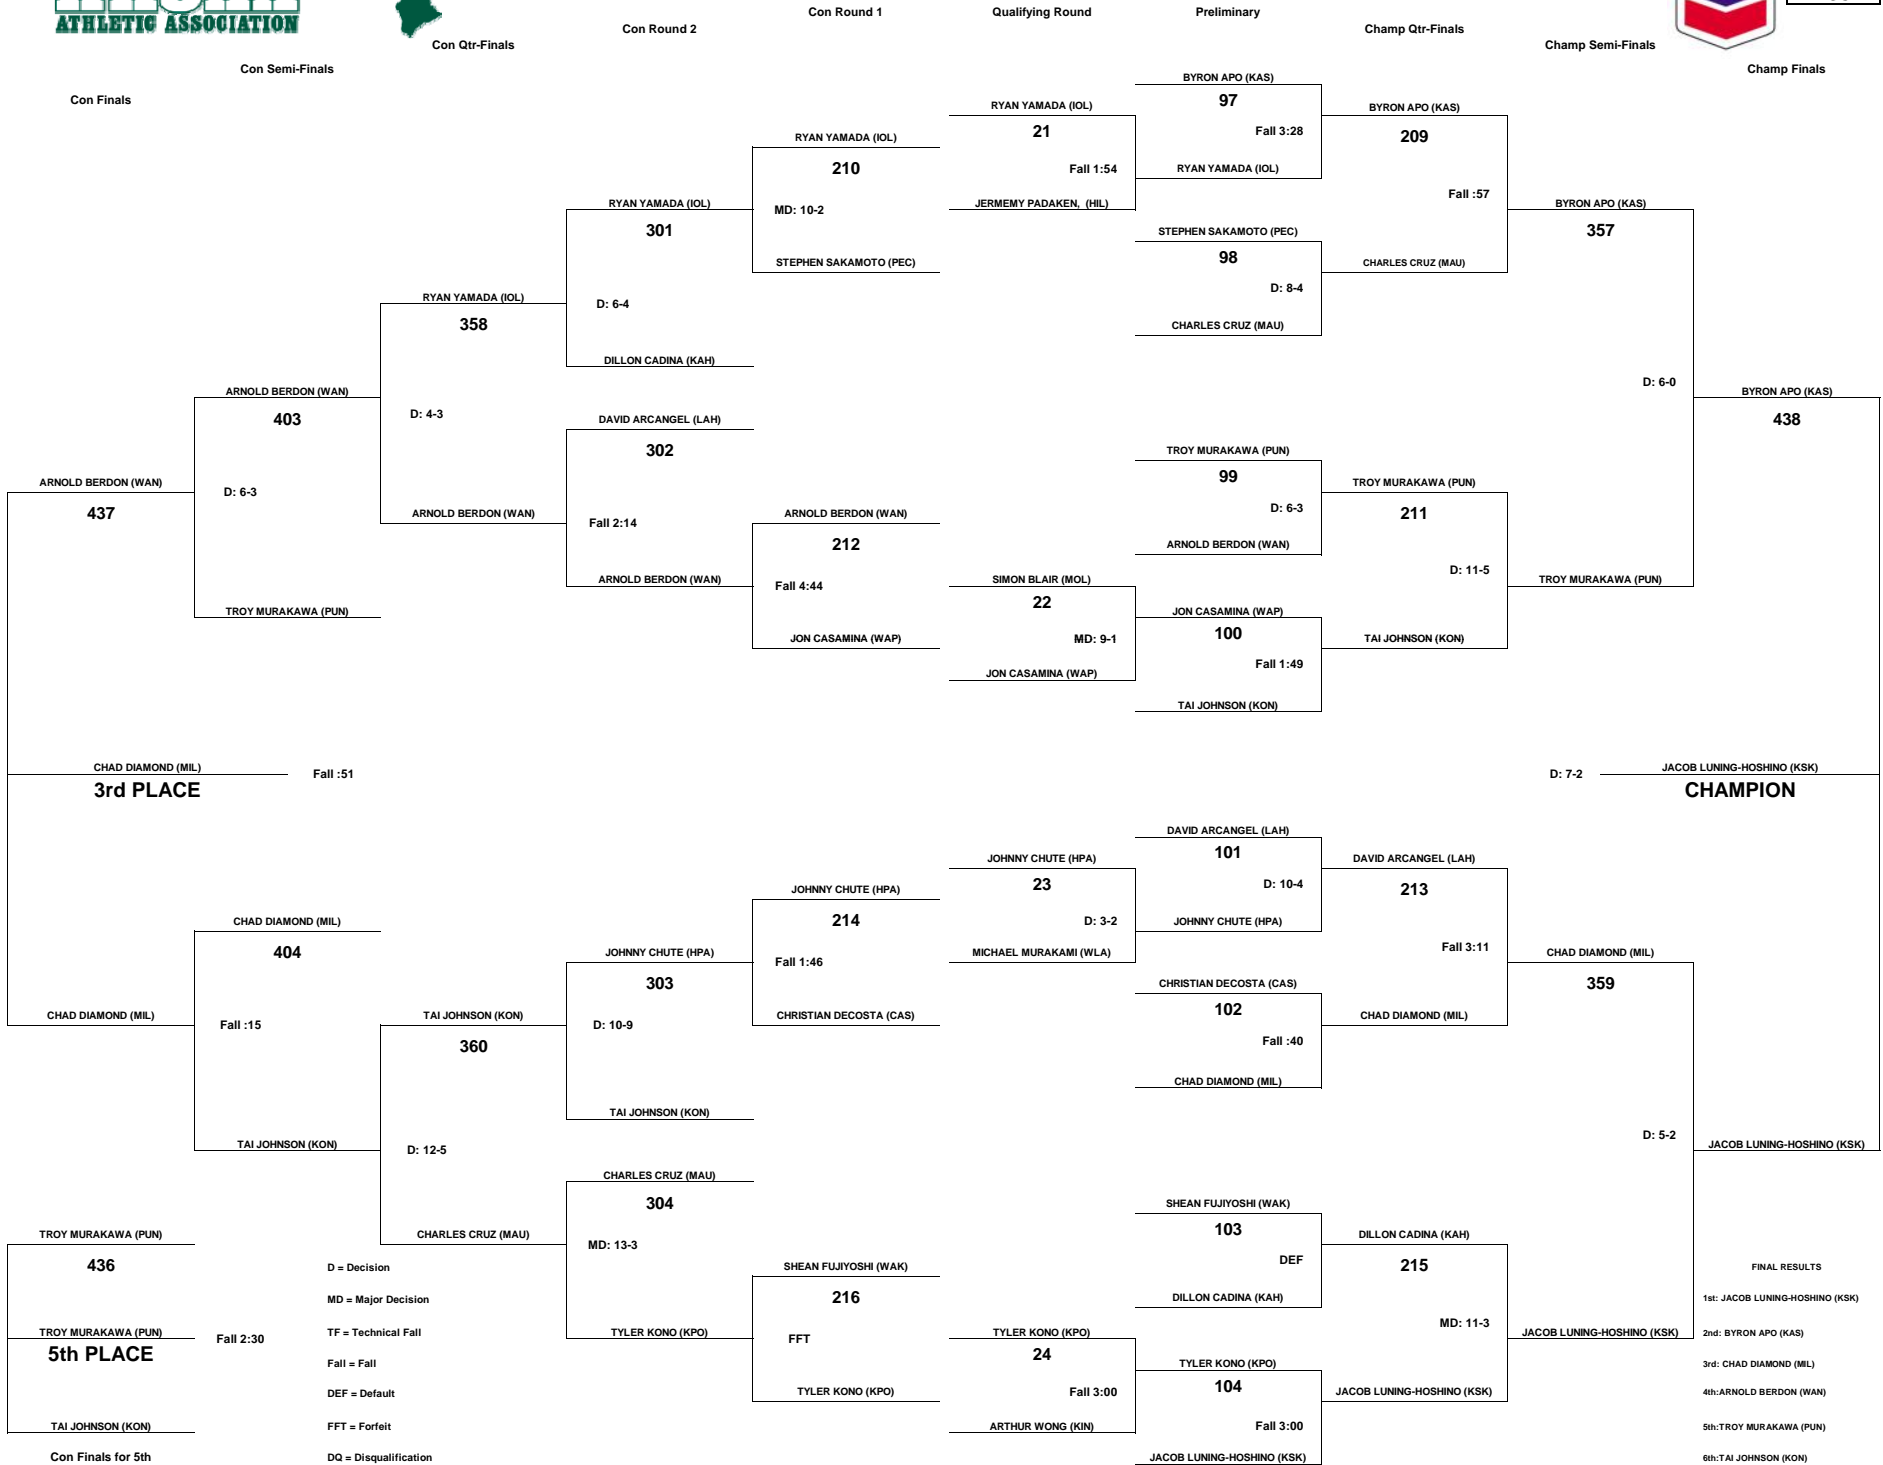 ATHLETIC ASSOCIATION
Con Finals
Con Semi-Finals
Con Qtr-Finals
Con Round 2
Con Round 1
Qualifying Round
Preliminary
Champ Qtr-Finals
Champ Semi-Finals
Champ Finals
BYRON APO (KAS)
97
Fall 3:28
RYAN YAMADA (IOL)
RYAN YAMADA (IOL)
21
Fall 1:54
JERMEMY PADAKEN, (HIL)
BYRON APO (KAS)
209
Fall :57
CHARLES CRUZ (MAU)
RYAN YAMADA (IOL)
210
MD: 10-2
STEPHEN SAKAMOTO (PEC)
STEPHEN SAKAMOTO (PEC)
98
D: 8-4
CHARLES CRUZ (MAU)
RYAN YAMADA (IOL)
301
D: 6-4
DILLON CADINA (KAH)
BYRON APO (KAS)
357
D: 6-0
TROY MURAKAWA (PUN)
RYAN YAMADA (IOL)
358
D: 4-3
ARNOLD BERDON (WAN)
ARNOLD BERDON (WAN)
403
D: 6-3
TROY MURAKAWA (PUN)
DAVID ARCANGEL (LAH)
302
Fall 2:14
ARNOLD BERDON (WAN)
BYRON APO (KAS)
438
TROY MURAKAWA (PUN)
99
D: 6-3
ARNOLD BERDON (WAN)
TROY MURAKAWA (PUN)
211
D: 11-5
TAI JOHNSON (KON)
ARNOLD BERDON (WAN)
437
ARNOLD BERDON (WAN)
212
Fall 4:44
JON CASAMINA (WAP)
SIMON BLAIR (MOL)
22
MD: 9-1
JON CASAMINA (WAP)
JON CASAMINA (WAP)
100
Fall 1:49
TAI JOHNSON (KON)
CHAD DIAMOND (MIL)
Fall :51
3rd PLACE
D: 7-2
JACOB LUNING-HOSHINO (KSK)
CHAMPION
DAVID ARCANGEL (LAH)
101
D: 10-4
JOHNNY CHUTE (HPA)
JOHNNY CHUTE (HPA)
23
D: 3-2
MICHAEL MURAKAMI (WLA)
DAVID ARCANGEL (LAH)
213
Fall 3:11
CHAD DIAMOND (MIL)
JOHNNY CHUTE (HPA)
214
Fall 1:46
CHRISTIAN DECOSTA (CAS)
CHAD DIAMOND (MIL)
404
Fall :15
TAI JOHNSON (KON)
JOHNNY CHUTE (HPA)
303
D: 10-9
TAI JOHNSON (KON)
CHAD DIAMOND (MIL)
359
D: 5-2
JACOB LUNING-HOSHINO (KSK)
CHRISTIAN DECOSTA (CAS)
102
Fall :40
CHAD DIAMOND (MIL)
CHAD DIAMOND (MIL)
TAI JOHNSON (KON)
360
D: 12-5
CHARLES CRUZ (MAU)
JACOB LUNING-HOSHINO (KSK)
CHARLES CRUZ (MAU)
304
MD: 13-3
TYLER KONO (KPO)
SHEAN FUJIYOSHI (WAK)
103
DEF
DILLON CADINA (KAH)
DILLON CADINA (KAH)
215
MD: 11-3
JACOB LUNING-HOSHINO (KSK)
SHEAN FUJIYOSHI (WAK)
216
FFT
TYLER KONO (KPO)
TYLER KONO (KPO)
24
Fall 3:00
ARTHUR WONG (KIN)
TYLER KONO (KPO)
104
Fall 3:00
JACOB LUNING-HOSHINO (KSK)
TROY MURAKAWA (PUN)
436
TROY MURAKAWA (PUN)
Fall 2:30
5th PLACE
TAI JOHNSON (KON)
Con Finals for 5th
D = Decision
MD = Major Decision
TF = Technical Fall
Fall = Fall
DEF = Default
FFT = Forfeit
DQ = Disqualification
FINAL RESULTS
1st: JACOB LUNING-HOSHINO (KSK)
2nd: BYRON APO (KAS)
3rd: CHAD DIAMOND (MIL)
4th:ARNOLD BERDON (WAN)
5th:TROY MURAKAWA (PUN)
6th:TAI JOHNSON (KON)